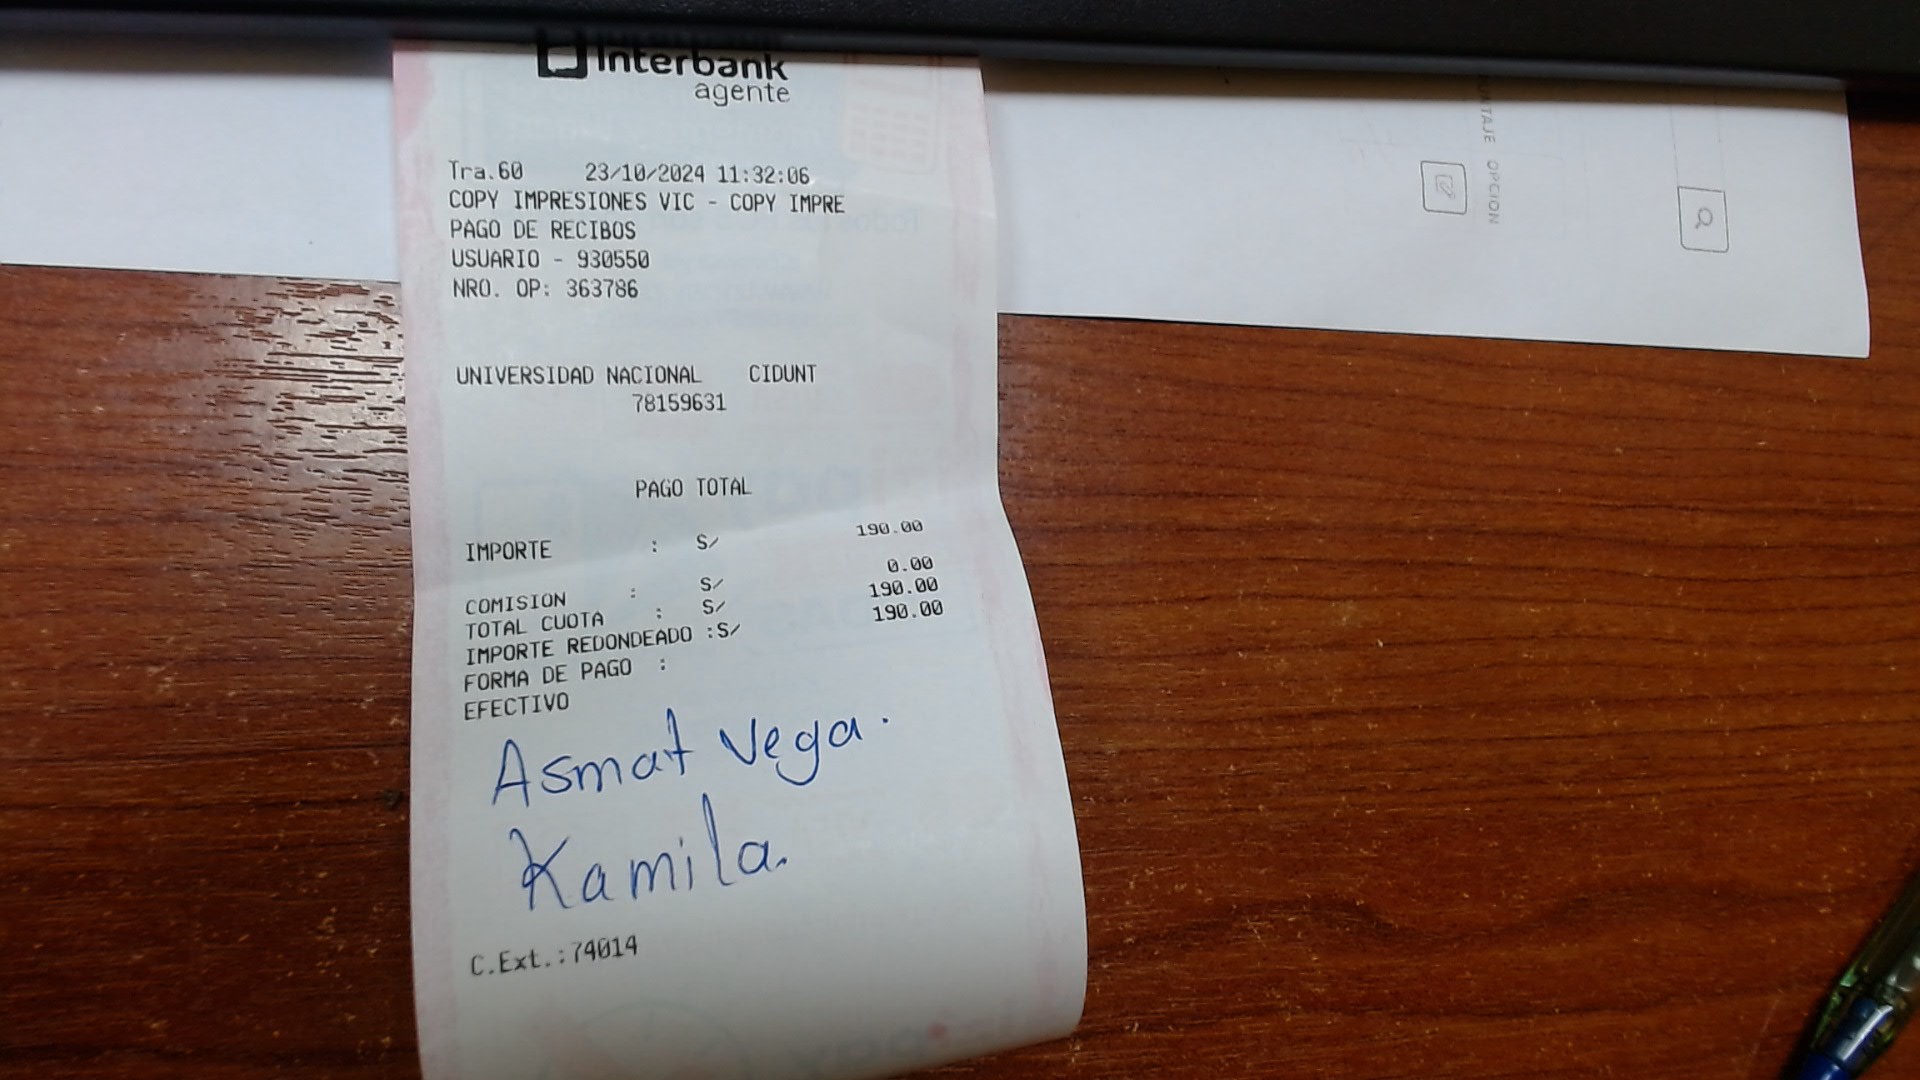 Interbank
agente
Tra.60 23/10/2024 11:32:06
COPY IMPRESIONES VIC - COPY IMPRE
PAGO DE RECIBOS
USUARIO - 930550
NRO. OP: 363786
UNIVERSIDAD NACIONAL CIDUNT
78159631
PAGO TOTAL
IMPORTE : S/ 190.00
COMISION : S/ 0.00
TOTAL CUOTA : S/ 190.00
IMPORTE REDONDEADO :S/ 190.00
FORMA DE PAGO :
EFECTIVO
Asmat Vega.
Kamila.
C.Ext.:74014
OPCION